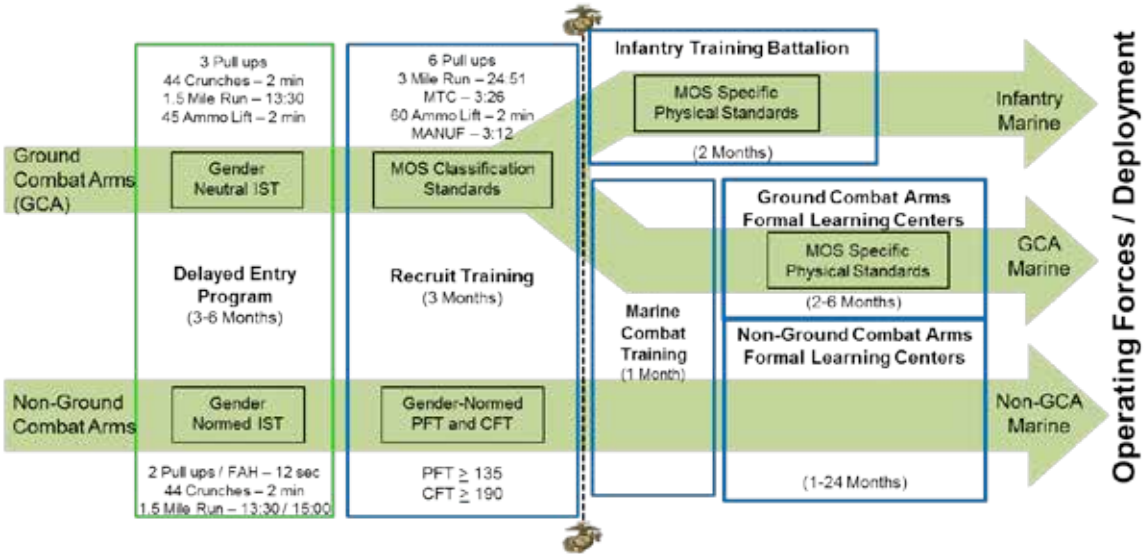 3 Pull ups
44 Crunches – 2 min
1.5 Mile Run – 13:30
45 Ammo Lift – 2 min
6 Pull ups
3 Mile Run – 24:51
MTC – 3:26
60 Ammo Lift – 2 min
MANUF – 3:12
Infantry Training Battalion
MOS Specific
Physical Standards
(2 Months)
Infantry
Marine
Ground
Combat Arms
(GCA)
Gender
Neutral IST
MOS Classification
Standards
Ground Combat Arms
Formal Learning Centers
MOS Specific
Physical Standards
(2-6 Months)
GCA
Marine
Delayed Entry
Program
(3-6 Months)
Recruit Training
(3 Months)
Marine
Combat
Training
(1 Month)
Non-Ground Combat Arms
Formal Learning Centers
(1-24 Months)
Non-Ground
Combat Arms
Gender
Normed IST
Gender-Normed
PFT and CFT
Non-GCA
Marine
2 Pull ups / FAH – 12 sec
44 Crunches – 2 min
1.5 Mile Run – 13:30 / 15:00
PFT ≥ 135
CFT ≥ 190
Operating Forces / Deployment